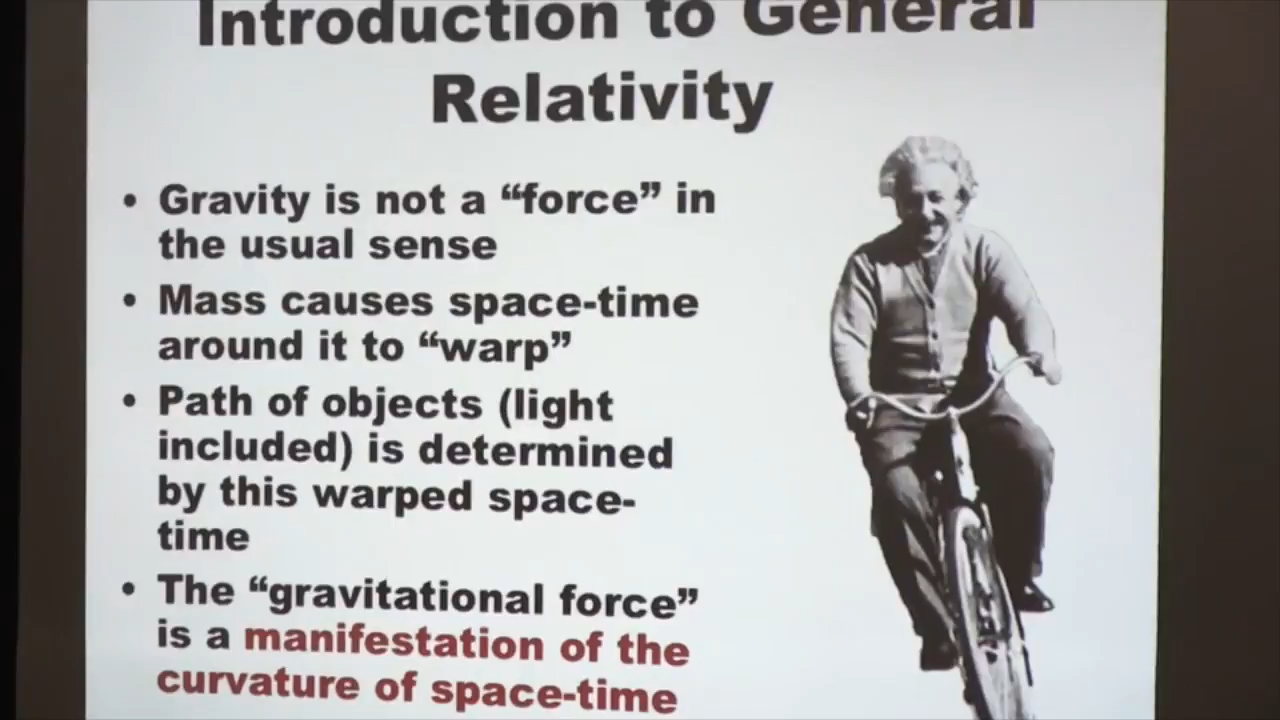 Introduction to General
Relativity
• Gravity is not a “force” in
the usual sense
• Mass causes space-time
around it to “warp”
• Path of objects (light
included) is determined
by this warped space-
time
• The “gravitational force”
is a manifestation of the
curvature of space-time